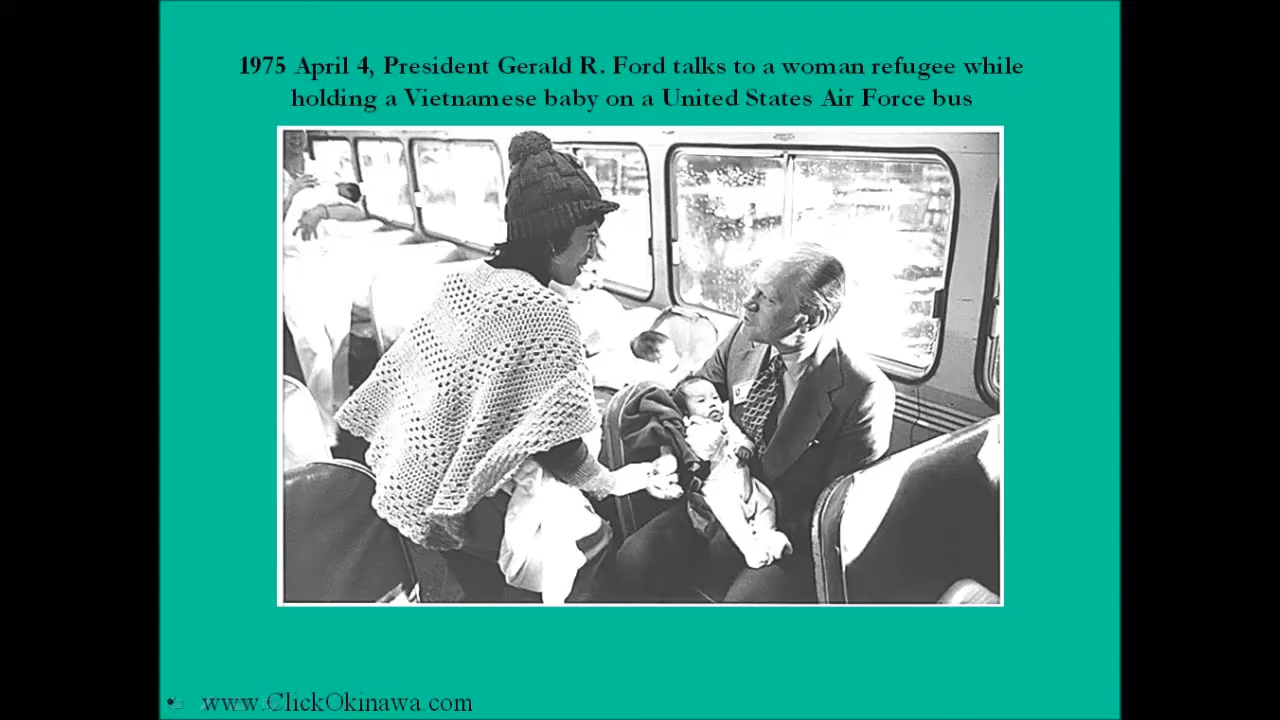 1975 April 4, President Gerald R. Ford talks to a woman refugee while
holding a Vietnamese baby on a United States Air Force bus
www.ClickOkinawa.com